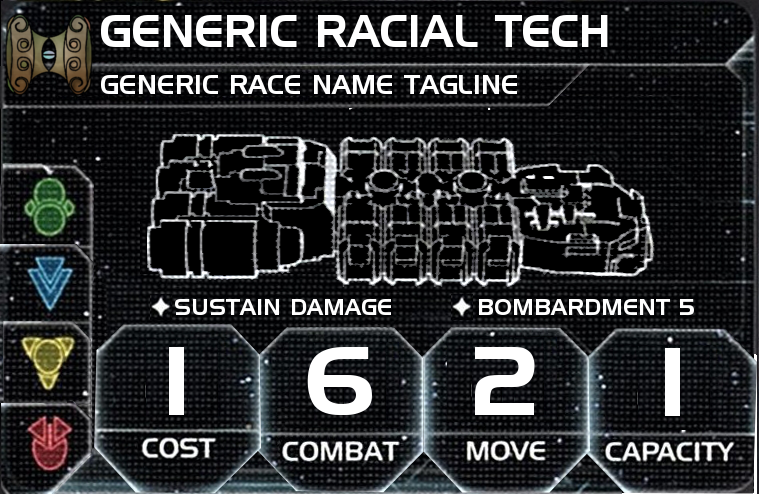 GENERIC RACIAL TECH
GENERIC RACE NAME TAGLINE
SUSTAIN DAMAGE BOMBARDMENT 5
1 6 2 1
COST COMBAT MOVE CAPACITY